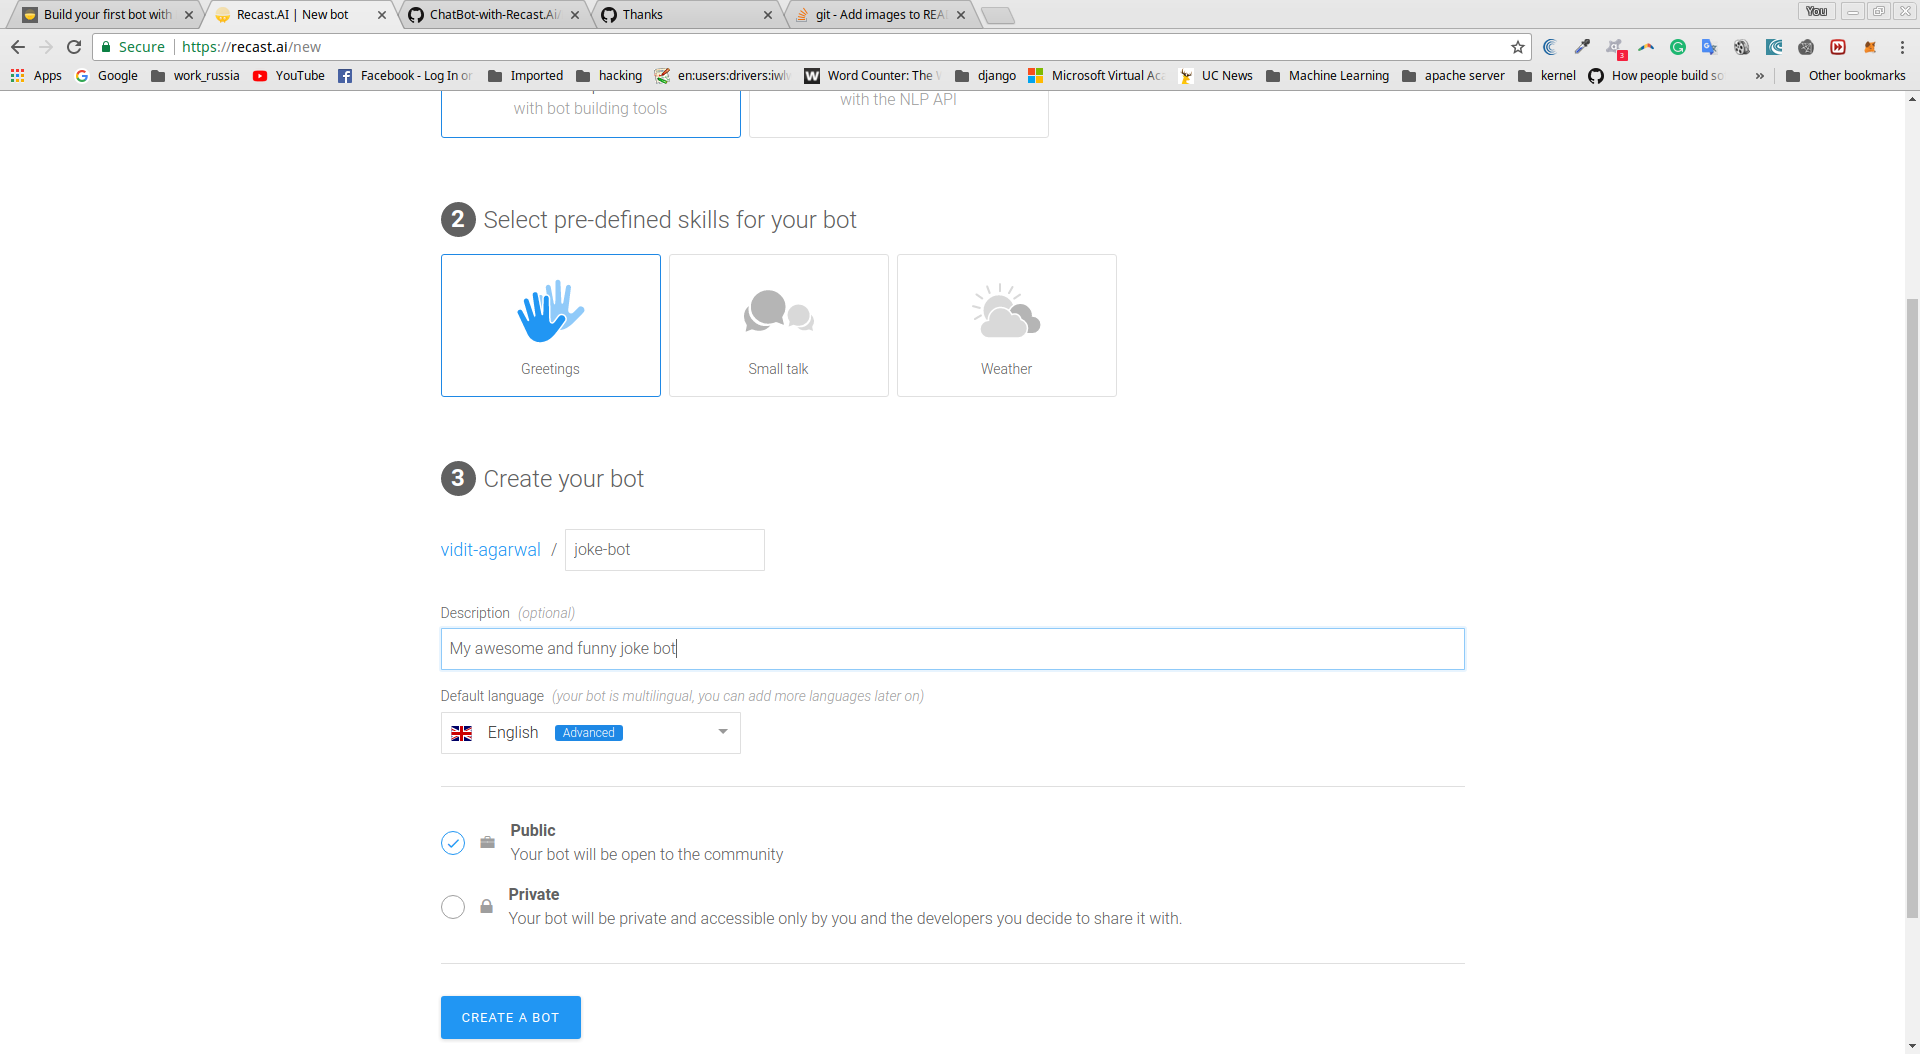 Build your first bot with
Recast.AI | New bot
ChatBot-with-Recast.Ai/
Thanks
git - Add images to REA
You
Secure
https://recast.ai/new
3
Apps
Google
work_russia
YouTube
Facebook - Log In or
Imported
hacking
en:users:drivers:iwlv
W
Word Counter: The W
django
Microsoft Virtual Aca
UC News
Machine Learning
apache server
kernel
How people build so
»
Other bookmarks
with bot building tools
with the NLP API
2 Select pre-defined skills for your bot
Greetings
Small talk
Weather
3 Create your bot
vidit-agarwal / joke-bot
Description (optional)
My awesome and funny joke bot
Default language (your bot is multilingual, you can add more languages later on)
English Advanced
Public
Your bot will be open to the community
Private
Your bot will be private and accessible only by you and the developers you decide to share it with.
CREATE A BOT